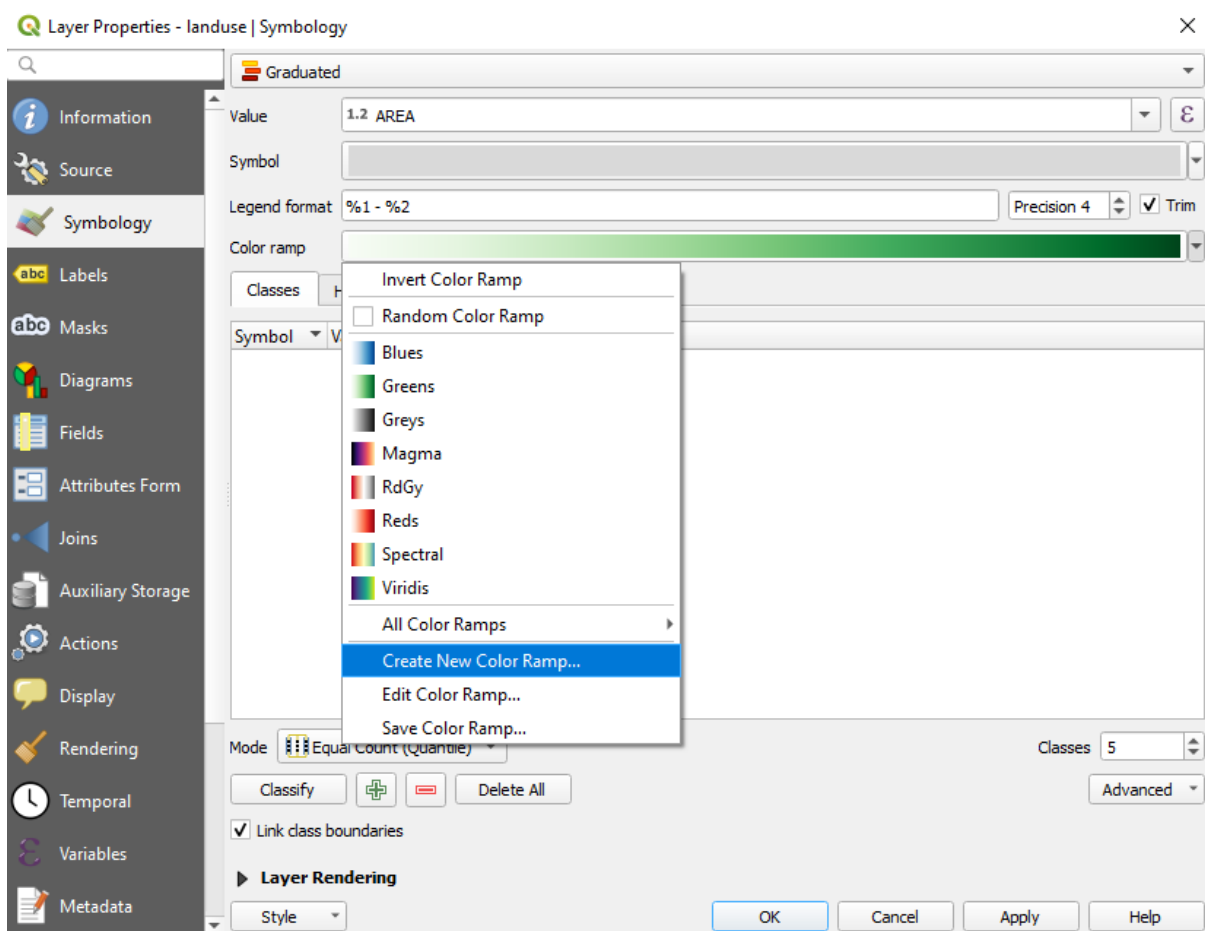 Layer Properties - landuse | Symbology
Graduated
Information
Value 1.2 AREA ε
Source
Symbol
Symbology
Legend format %1 - %2 Precision 4 Trim
Color ramp
abc Labels
Classes H
Invert Color Ramp
abc Masks
Random Color Ramp
Symbol V
Blues
Diagrams
Greens
Greys
Fields
Magma
Attributes Form
RdGy
Reds
Joins
Spectral
Auxiliary Storage
Viridis
All Color Ramps
Actions
Create New Color Ramp...
Display
Edit Color Ramp...
Save Color Ramp...
Rendering
Mode Equal Count (Quantile) Classes 5
Temporal
Classify Delete All Advanced
Link class boundaries
ε Variables
Layer Rendering
Metadata
Style OK Cancel Apply Help